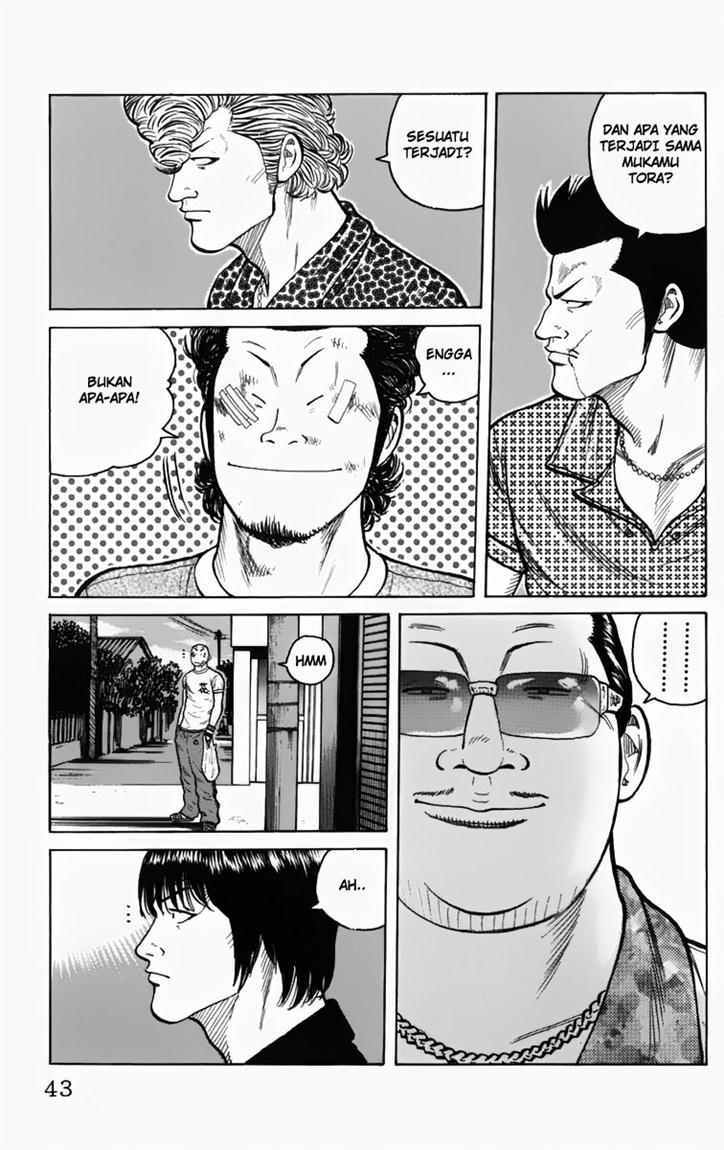 DAN APA YANG
TERJADI SAMA
MUKAMU
TORA?
SESUATU
TERJADI?
ENGGA
...
BUKAN
APA-APA!
HMM
AH..
...
43